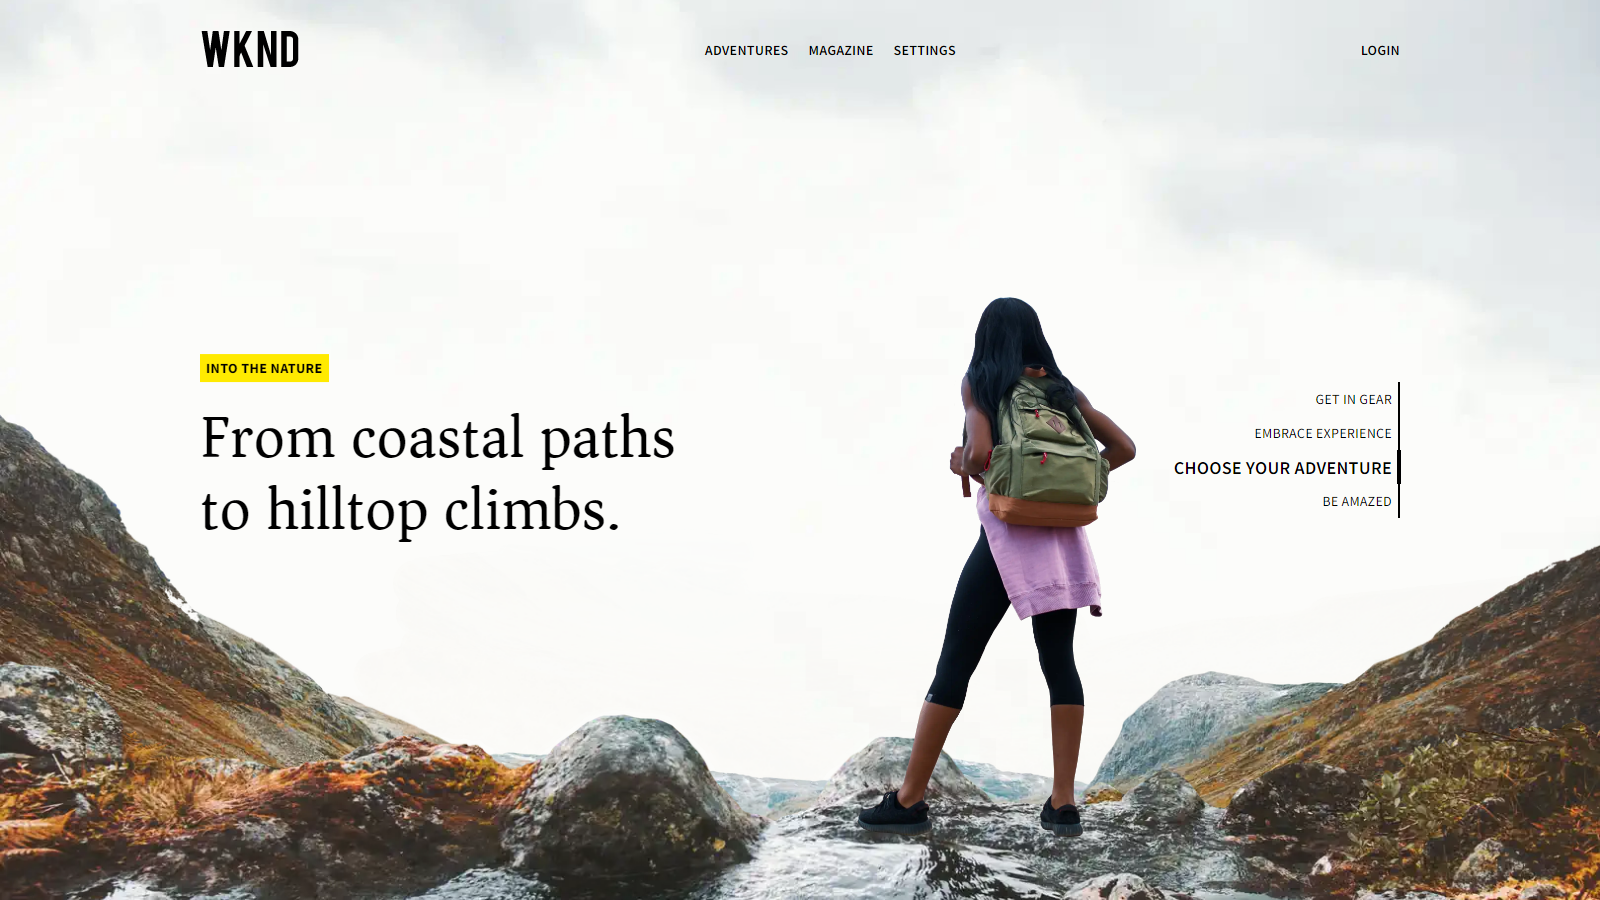 WKND
ADVENTURES MAGAZINE SETTINGS
LOGIN
INTO THE NATURE
From coastal paths
to hilltop climbs.
GET IN GEAR
EMBRACE EXPERIENCE
CHOOSE YOUR ADVENTURE
BE AMAZED